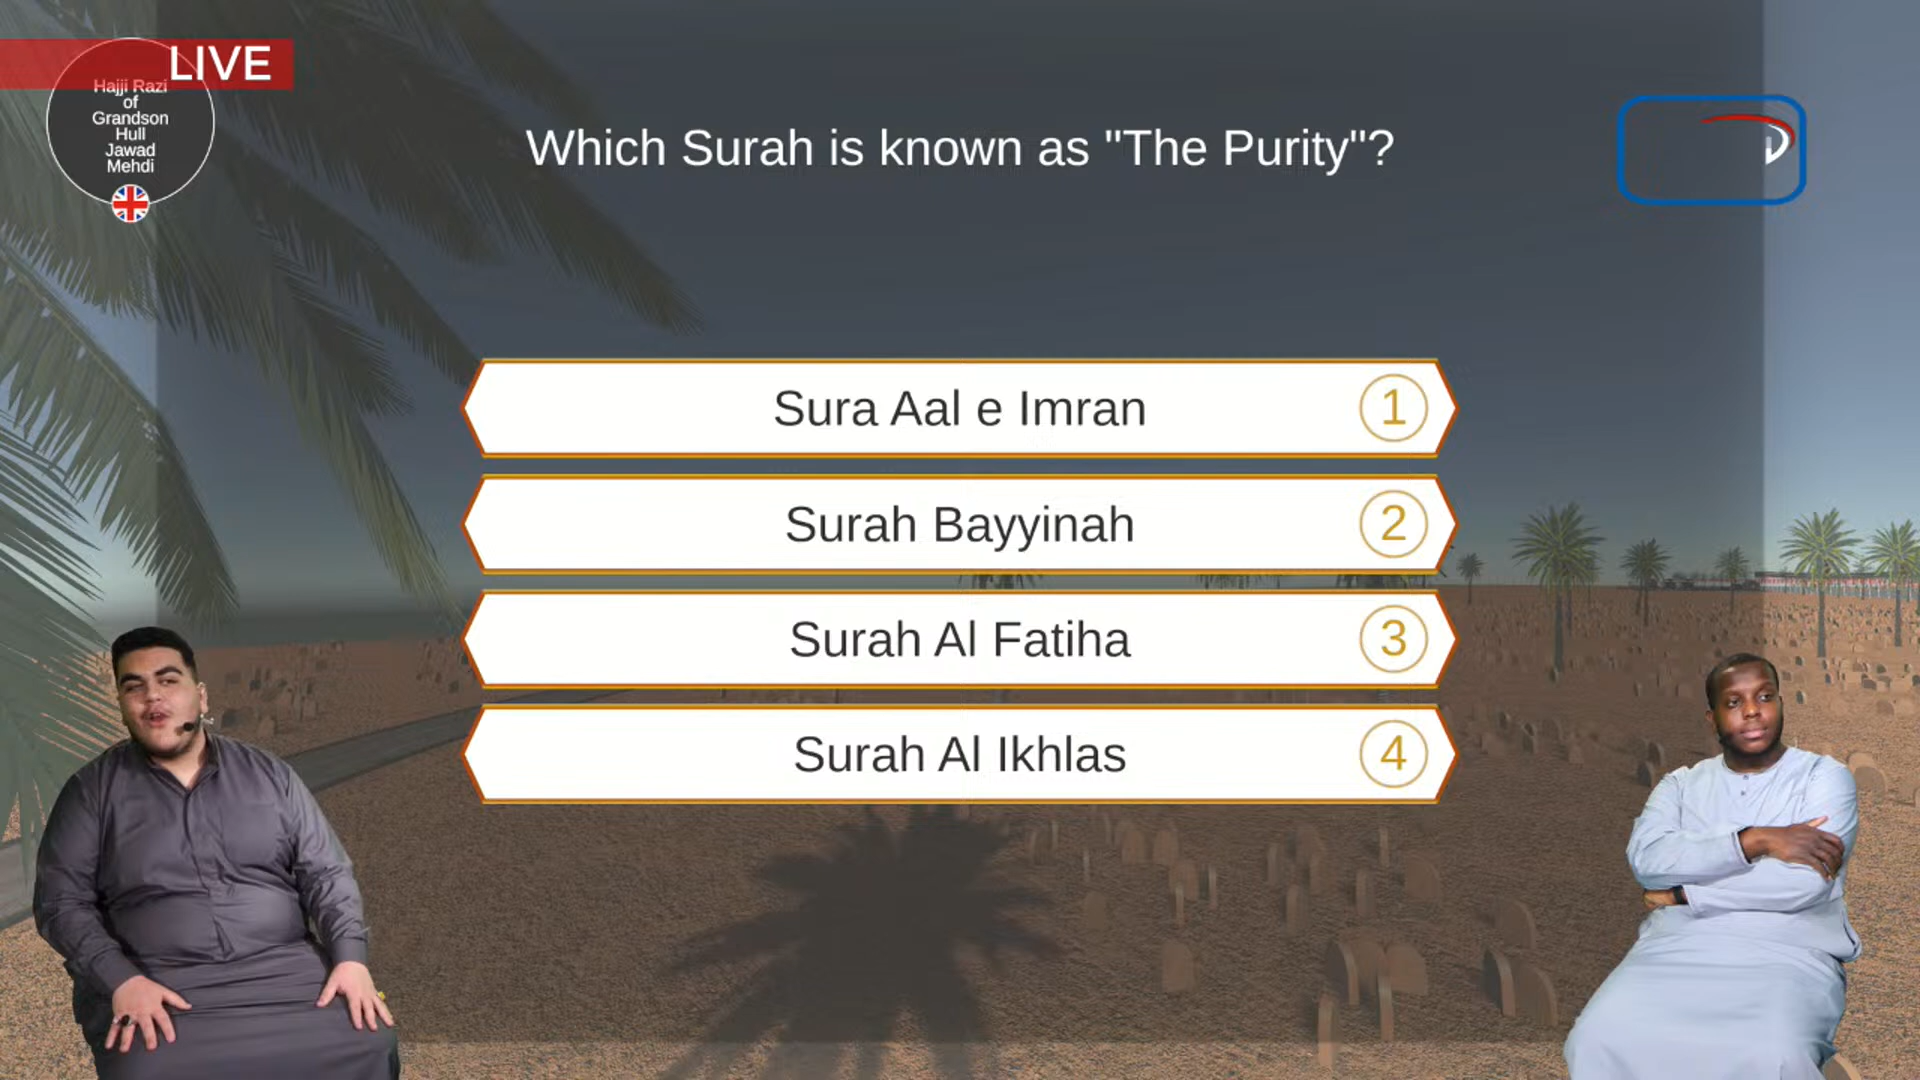 LIVE
Hajji Razi
of
Grandson
Hull
Jawad
Mehdi
Which Surah is known as "The Purity"?
Sura Aal e Imran 1
Surah Bayyinah 2
Surah Al Fatiha 3
Surah Al Ikhlas 4